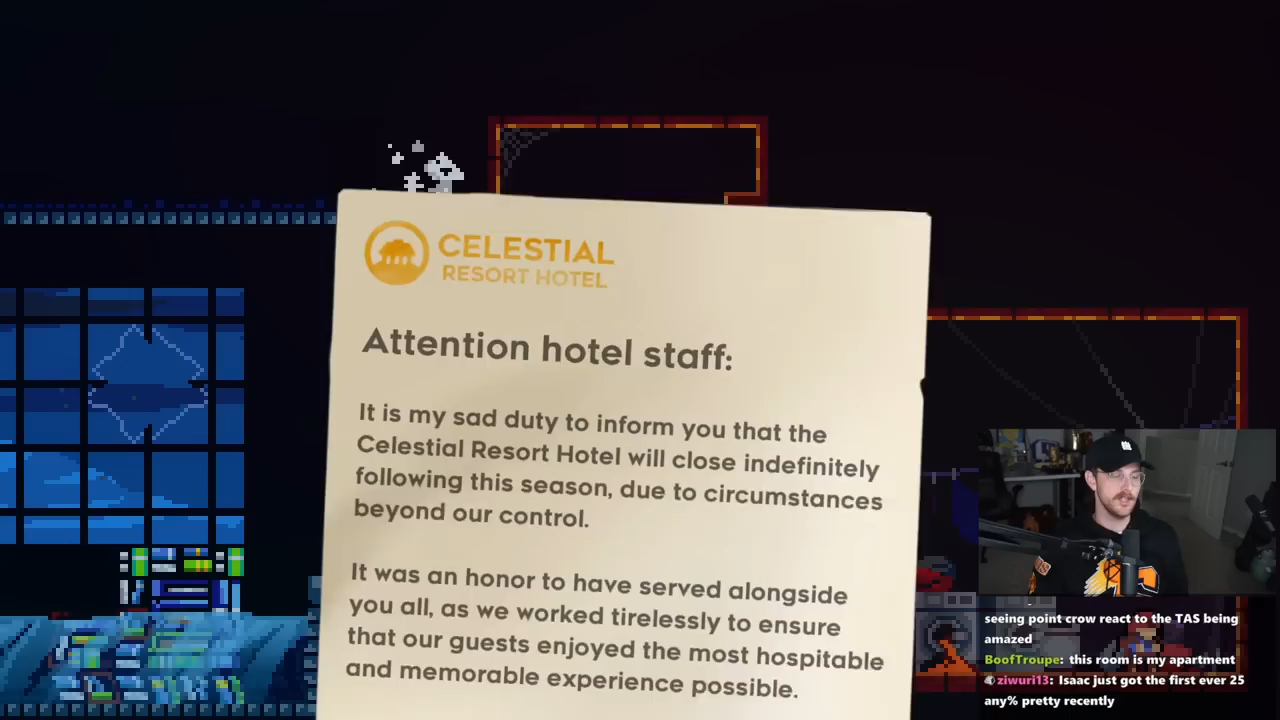 CELESTIAL
RESORT HOTEL
Attention hotel staff:
It is my sad duty to inform you that the
Celestial Resort Hotel will close indefinitely
following this season, due to circumstances
beyond our control.
It was an honor to have served alongside
you all, as we worked tirelessly to ensure
that our guests enjoyed the most hospitable
and memorable experience possible.
seeing point crow react to the TAS being
amazed
BoofTroupe: this room is my apartment
ziwuri13: Isaac just got the first ever 25
any% pretty recently